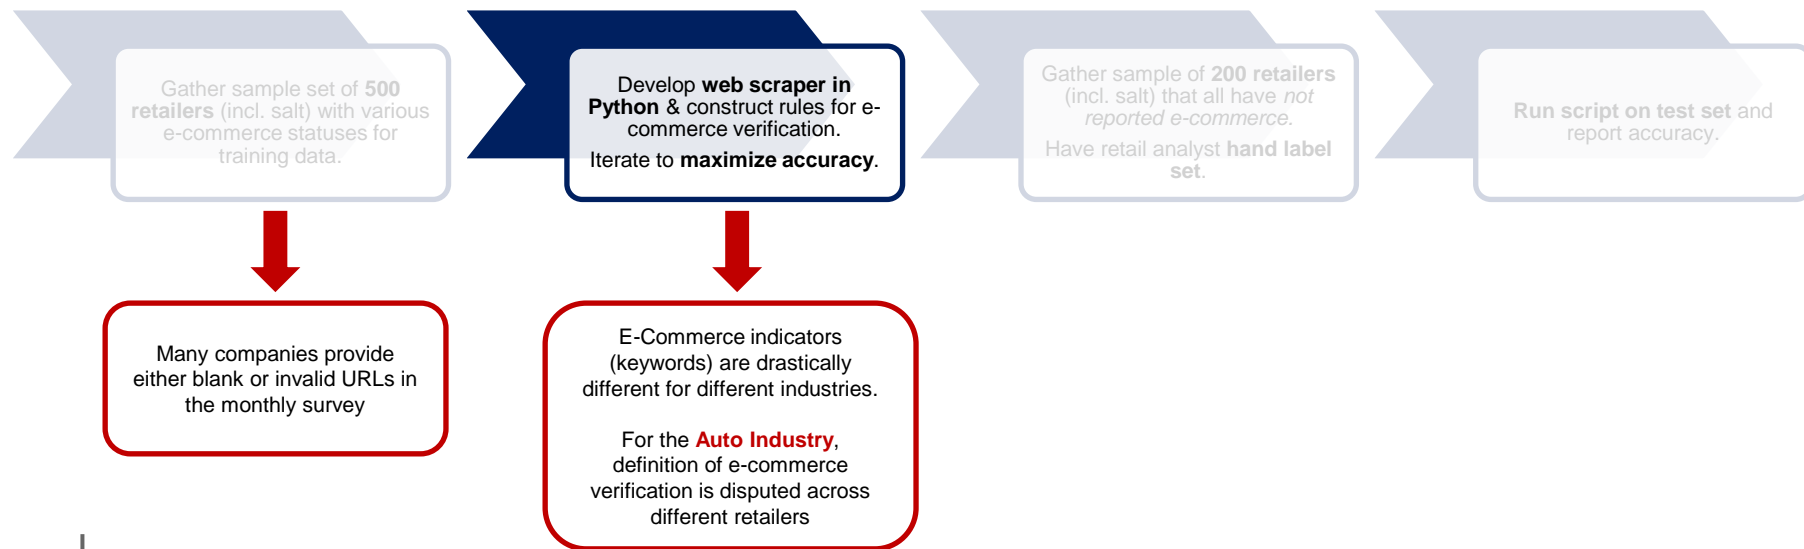 Gather sample set of 500
retailers (incl. salt) with various
e-commerce statuses for
training data.
Develop web scraper in
Python & construct rules for e-
commerce verification.
Iterate to maximize accuracy.
Gather sample of 200 retailers
(incl. salt) that all have not
reported e-commerce.
Have retail analyst hand label
set.
Run script on test set and
report accuracy.
Many companies provide
either blank or invalid URLs in
the monthly survey
E-Commerce indicators
(keywords) are drastically
different for different industries.
For the Auto Industry,
definition of e-commerce
verification is disputed across
different retailers